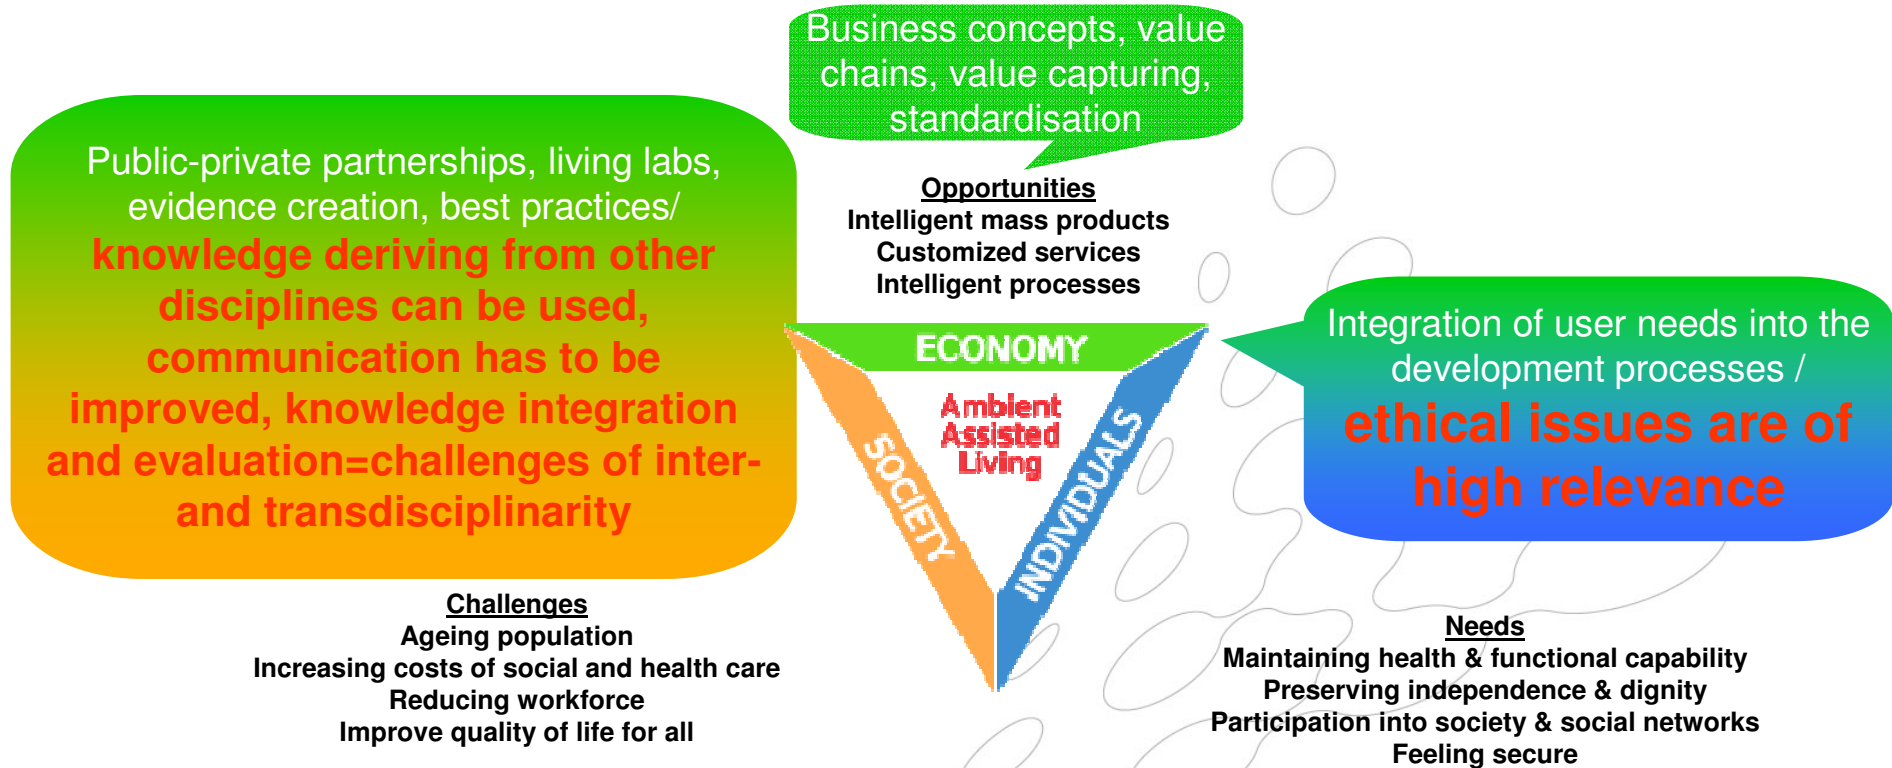 Business concepts, value
chains, value capturing,
standardisation
Public-private partnerships, living labs,
evidence creation, best practices/
knowledge deriving from other
disciplines can be used,
communication has to be
improved, knowledge integration
and evaluation=challenges of inter-
and transdisciplinarity
Opportunities
Intelligent mass products
Customized services
Intelligent processes
Integration of user needs into the
development processes /
ethical issues are of
high relevance
ECONOMY
Ambient
Assisted
Living
SOCIETY
INDIVIDUALS
Challenges
Ageing population
Increasing costs of social and health care
Reducing workforce
Improve quality of life for all
Needs
Maintaining health & functional capability
Preserving independence & dignity
Participation into society & social networks
Feeling secure